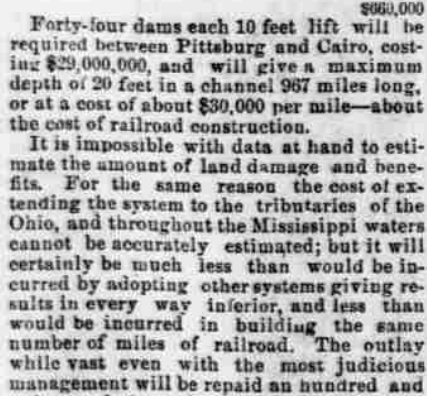 $660,000
Forty-four dams each 10 feet lift will be
required between Pittsburg and Cairo, cost-
ing $29,000,000, and will give a maximum
depth of 20 feet in a channel 967 miles long,
or at a cost of about $30,000 per mile—about
the cost of railroad construction.
It is impossible with data at hand to esti-
mate the amount of land damage and bene-
fits. For the same reason the cost of ex-
tending the system to the tributaries of the
Ohio, and throughout the Mississippi waters
cannot be accurately estimated; but it will
certainly be much less than would be in-
curred by adopting other systems giving re-
sults in every way inferior, and less than
would be incurred in building the same
number of miles of railroad. The outlay
while vast even with the most judicious
management will be repaid an hundred and